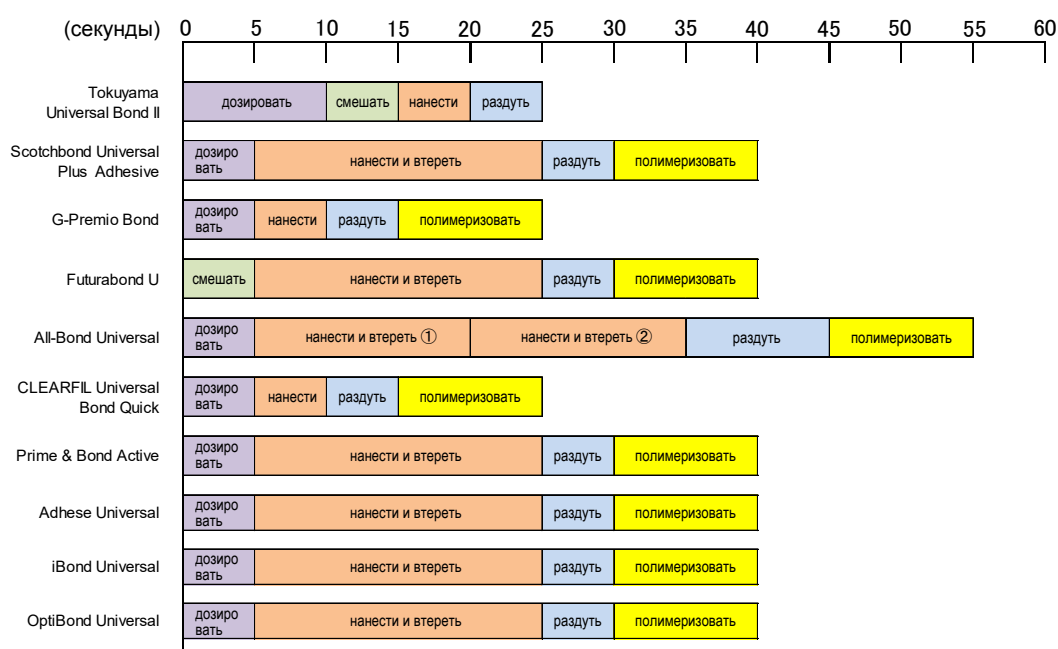 (секунды) 0 5 10 15 20 25 30 35 40 45 50 55 60
Tokuyama
Universal Bond II
дозировать смешать нанести раздуть
Scotchbond Universal
Plus Adhesive
дозиро
вать
нанести и втереть раздуть полимеризовать
G-Premio Bond
дозиро
вать
нанести раздуть полимеризовать
Futurabond U
смешать нанести и втереть раздуть полимеризовать
All-Bond Universal
дозиро
вать
нанести и втереть ① нанести и втереть ② раздуть полимеризовать
CLEARFIL Universal
Bond Quick
дозиро
вать
нанести раздуть полимеризовать
Prime & Bond Active
дозиро
вать
нанести и втереть раздуть полимеризовать
Adhese Universal
дозиро
вать
нанести и втереть раздуть полимеризовать
iBond Universal
дозиро
вать
нанести и втереть раздуть полимеризовать
OptiBond Universal
дозиро
вать
нанести и втереть раздуть полимеризовать